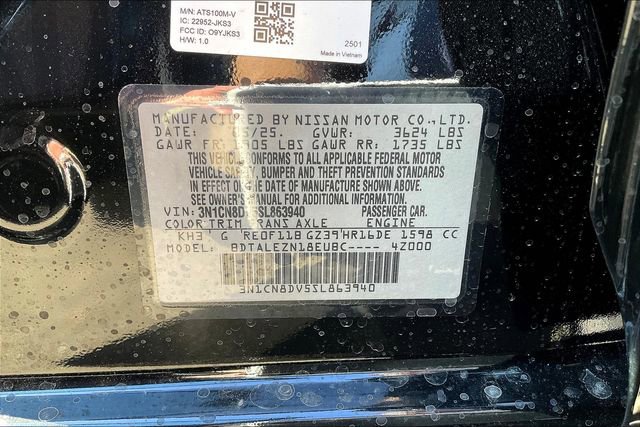 M/N: ATS100M-V
IC: 22952-JKS3
FCC ID: O9YJKS3
H/W: 1.0
2501
Made in Vietnam
MANUFACTURED BY NISSAN MOTOR CO.,LTD.
DATE: 05/25. GVWR: 3624 LBS
GAWR FR: 1905 LBS GAWR RR: 1735 LBS
THIS VEHICLE CONFORMS TO ALL APPLICABLE FEDERAL MOTOR
VEHICLE SAFETY, BUMPER AND THEFT PREVENTION STANDARDS
IN EFFECT ON THE DATE OF MANUFACTURE SHOWN ABOVE.
SEE OWNER'S MANUAL FOR ADDITIONAL INFORMATION.
VIN: 3N1CN8DV5SL863940 PASSENGER CAR.
COLOR TRIM TRANS AXLE ENGINE
KH3 G RE0F11B GZ39 HR16DE 1598 CC
MODEL: BDTALEZN18EUBC---- 4Z000
3N1CN8DV5SL863940